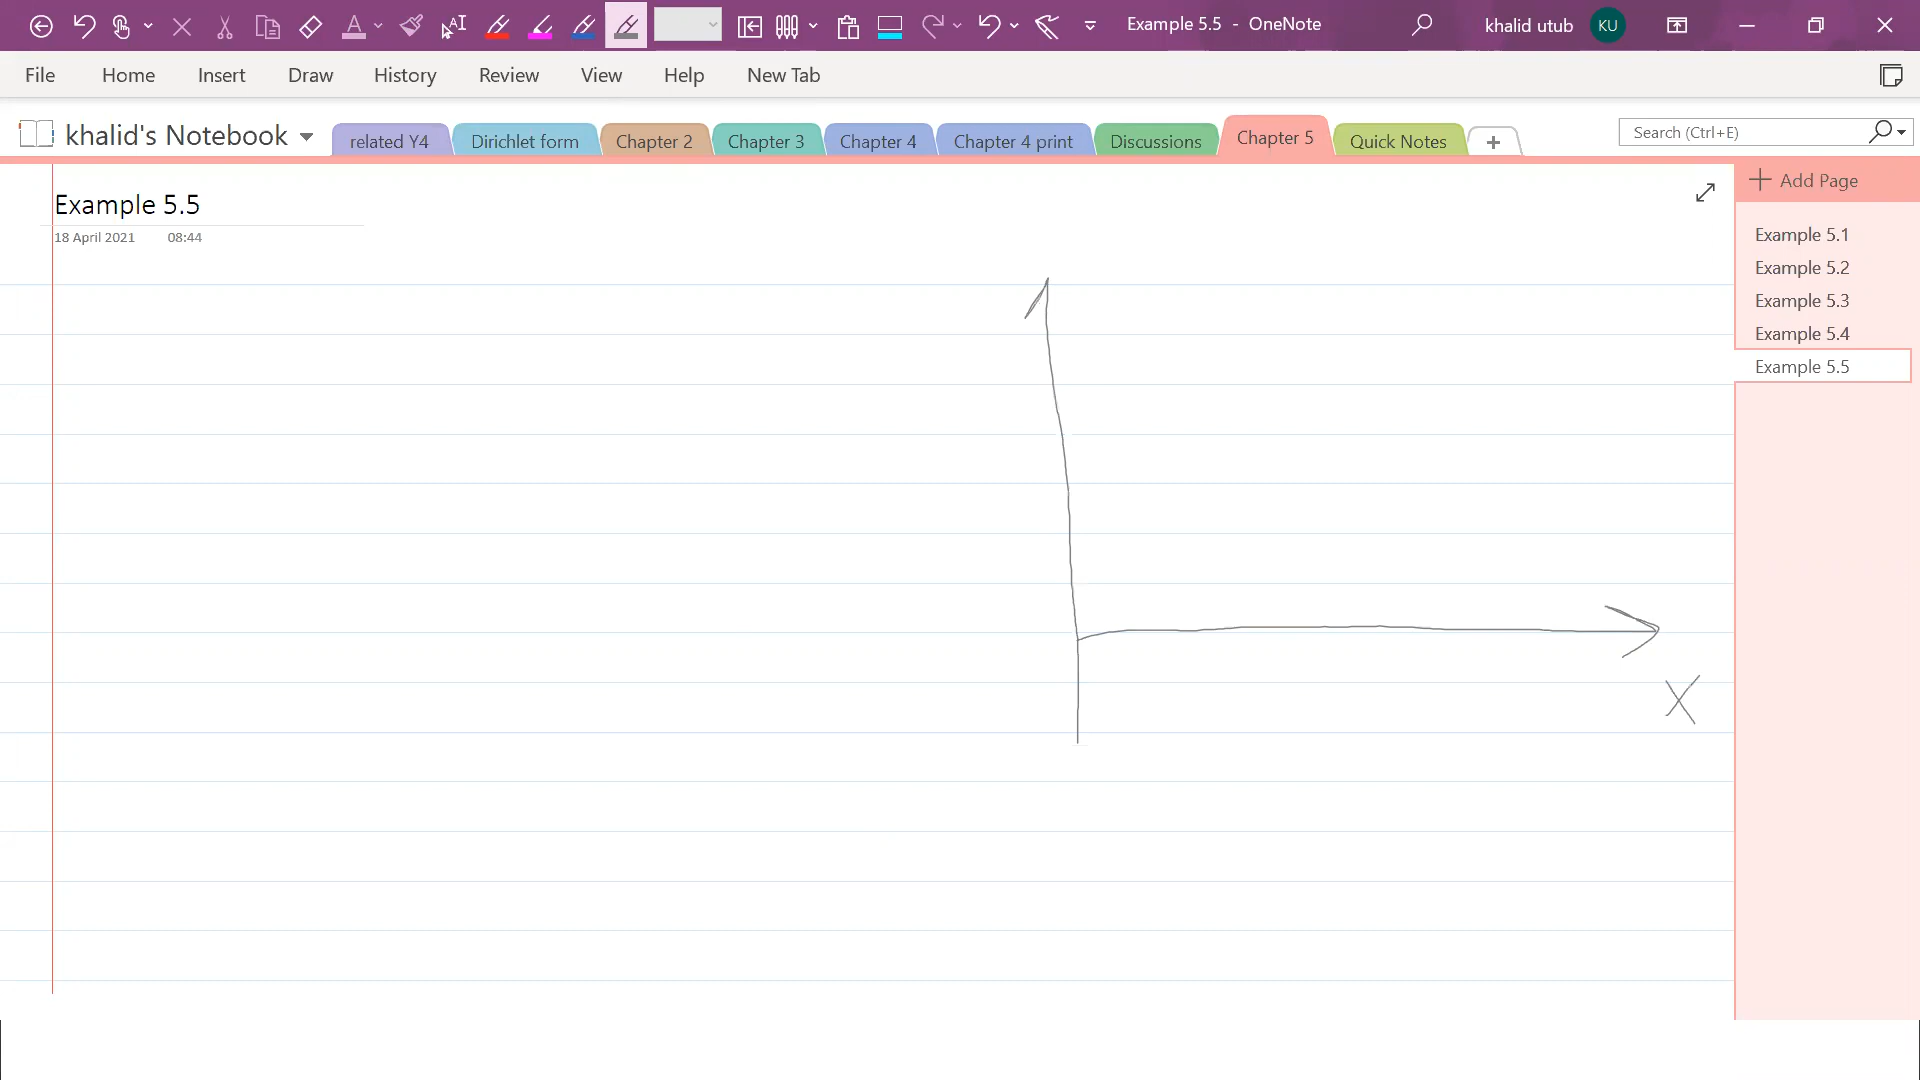 Example 5.5 - OneNote
khalid utub
KU
File Home Insert Draw History Review View Help New Tab
khalid's Notebook
related Y4 Dirichlet form Chapter 2 Chapter 3 Chapter 4 Chapter 4 print Discussions Chapter 5 Quick Notes
Search (Ctrl+E)
Example 5.5
18 April 2021 08:44
Add Page
Example 5.1
Example 5.2
Example 5.3
Example 5.4
Example 5.5
X